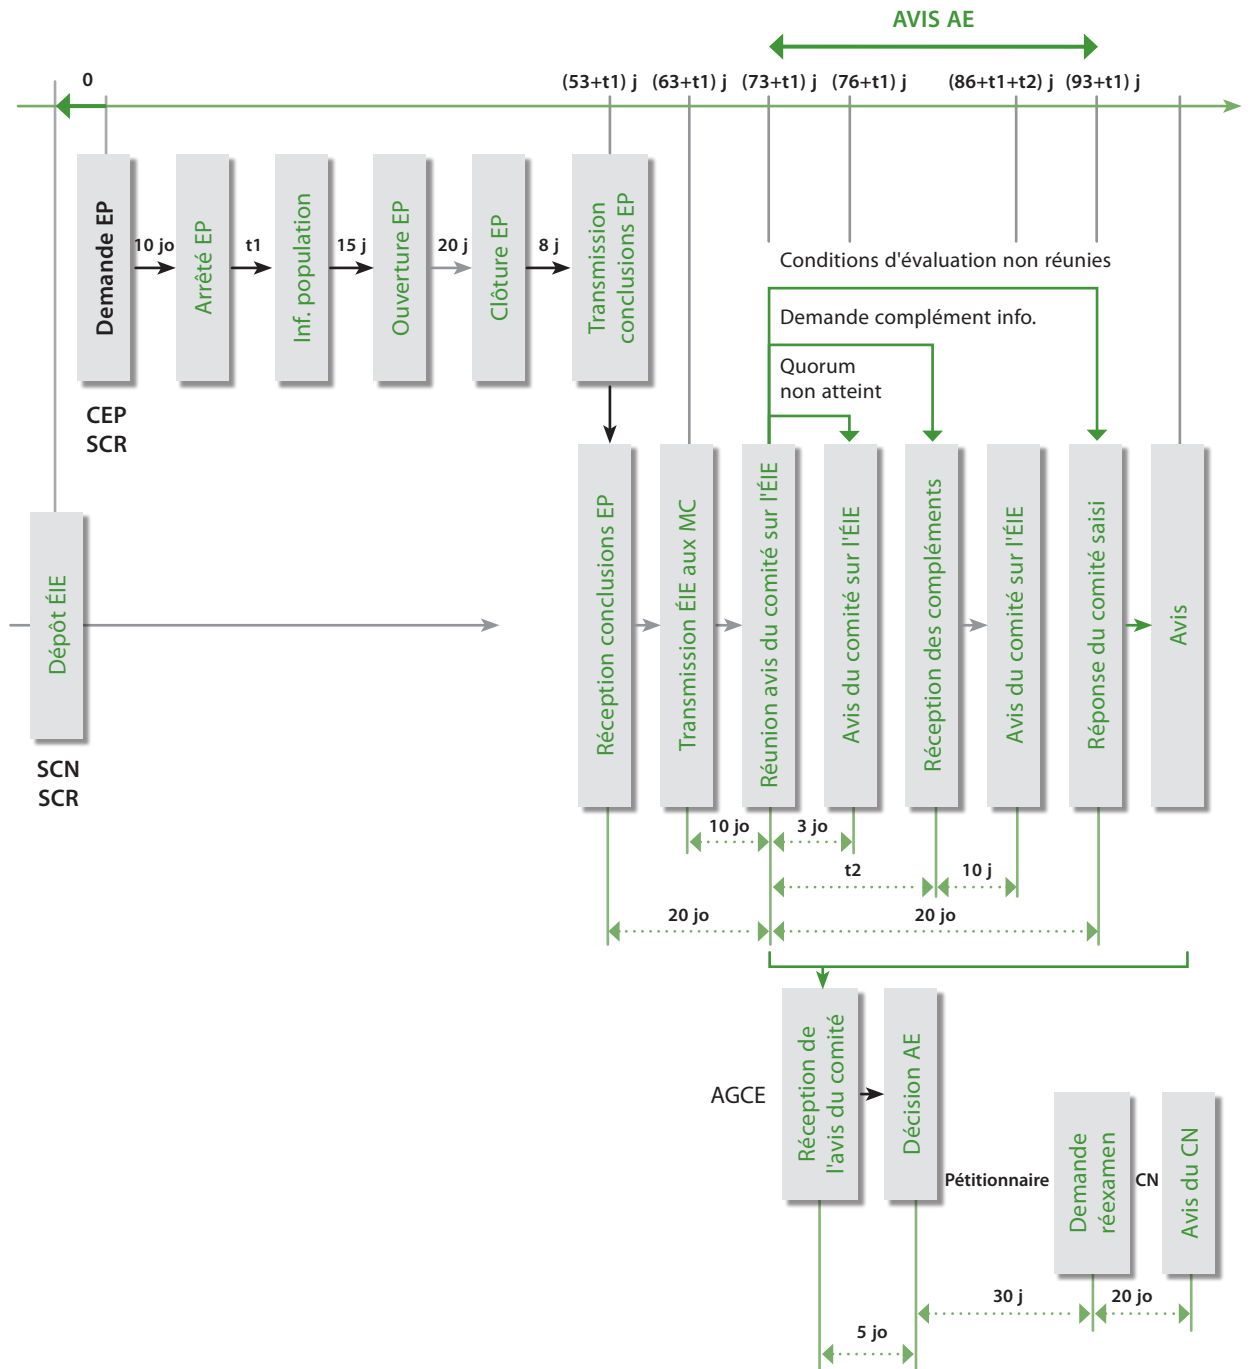 AVIS AE
0
(53+t1) j
(63+t1) j
(73+t1) j
(76+t1) j
(86+t1+t2) j
(93+t1) j
Demande EP
10 jo
Arrêté EP
t1
Inf. population
15 j
Ouverture EP
20 j
Clôture EP
8 j
Transmission
conclusions EP
CEP
SCR
Conditions d'évaluation non réunies
Demande complément info.
Quorum
non atteint
Dépôt ÉIE
SCN
SCR
Réception conclusions EP
Transmission ÉIE aux MC
Réunion avis du comité sur l'ÉIE
Avis du comité sur l'ÉIE
Réception des compléments
Avis du comité sur l'ÉIE
Réponse du comité saisi
Avis
10 jo
3 jo
t2
10 j
20 jo
20 jo
AGCE
Réception de
l'avis du comité
Décision AE
Pétitionnaire
Demande
réexamen
CN
Avis du CN
30 j
20 jo
5 jo